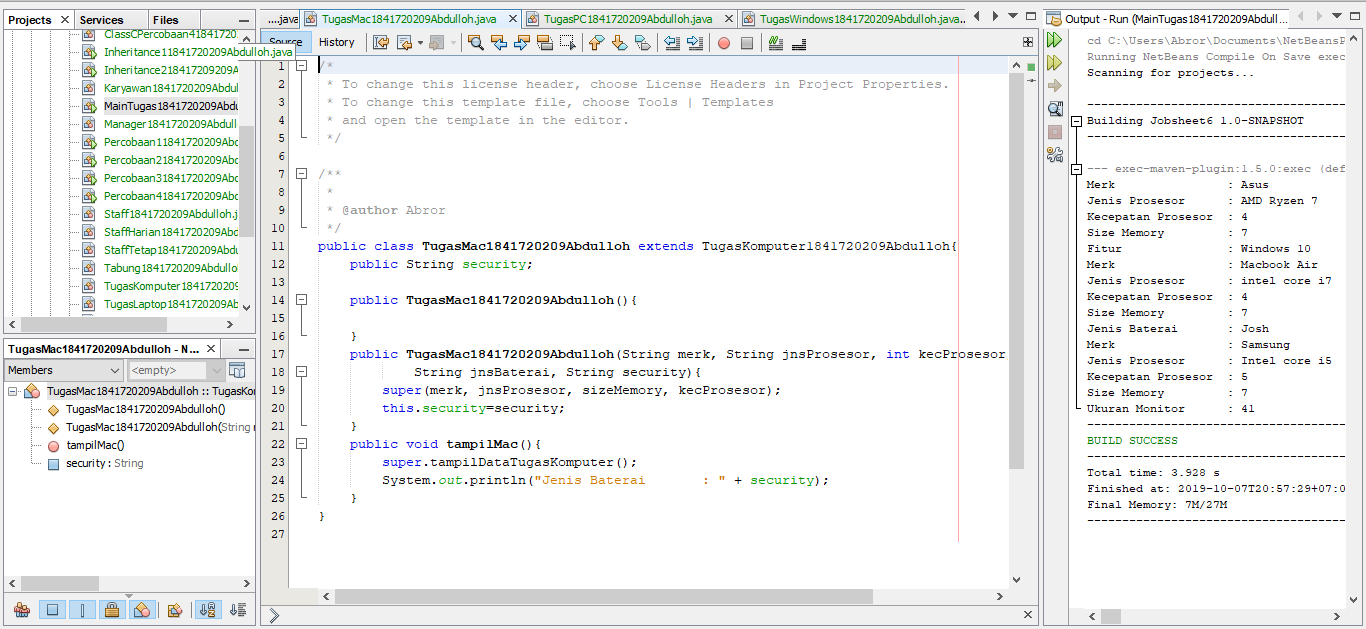 Projects
Services
Files
ClassCPercobaan41841720
Inheritance11841720209Abdulloh.java
Inheritance21841720209209A
Karyawan1841720209Abdull
MainTugas1841720209Abdu
Manager1841720209Abdull
Percobaan11841720209Abc
Percobaan21841720209Abc
Percobaan31841720209Abc
Percobaan41841720209Abc
Staff1841720209Abdulloh.j
StaffHarian1841720209Abdu
StaffTetap1841720209Abdul
Tabung1841720209Abdullo
TugasKomputer1841720209
TugasLaptop1841720209Ab
TugasMac1841720209Abdulloh - N...
Members
<empty>
TugasMac1841720209Abdulloh :: TugasKo
TugasMac1841720209Abdulloh()
TugasMac1841720209Abdulloh(String
tampilMac()
security : String
....java
TugasMac1841720209Abdulloh.java
TugasPC1841720209Abdulloh.java
TugasWindows1841720209Abdulloh.java..
Source
History
1 /*
2 * To change this license header, choose License Headers in Project Properties.
3 * To change this template file, choose Tools | Templates
4 * and open the template in the editor.
5 */
6
7 /**
8 *
9 * @author Abror
10 */
11 public class TugasMac1841720209Abdulloh extends TugasKomputer1841720209Abdulloh{
12 public String security;
13
14 public TugasMac1841720209Abdulloh(){
15
16 }
17 public TugasMac1841720209Abdulloh(String merk, String jnsProsesor, int kecProsesor
18 String jnsBaterai, String security){
19 super(merk, jnsProsesor, sizeMemory, kecProsesor);
20 this.security=security;
21 }
22 public void tampilMac(){
23 super.tampilDataTugasKomputer();
24 System.out.println("Jenis Baterai : " + security);
25 }
26 }
27
Output - Run (MainTugas1841720209Abdull...
cd C:\Users\Abror\Documents\NetBeansP
Running NetBeans Compile On Save exec
Scanning for projects...
------------------------------------
Building Jobsheet6 1.0-SNAPSHOT
------------------------------------
--- exec-maven-plugin:1.5.0:exec (def
Merk : Asus
Jenis Prosesor : AMD Ryzen 7
Kecepatan Prosesor : 4
Size Memory : 7
Fitur : Windows 10
Merk : Macbook Air
Jenis Prosesor : intel core i7
Kecepatan Prosesor : 4
Size Memory : 7
Jenis Baterai : Josh
Merk : Samsung
Jenis Prosesor : Intel core i5
Kecepatan Prosesor : 5
Size Memory : 7
Ukuran Monitor : 41
------------------------------------
BUILD SUCCESS
------------------------------------
Total time: 3.928 s
Finished at: 2019-10-07T20:57:29+07:0
Final Memory: 7M/27M
------------------------------------